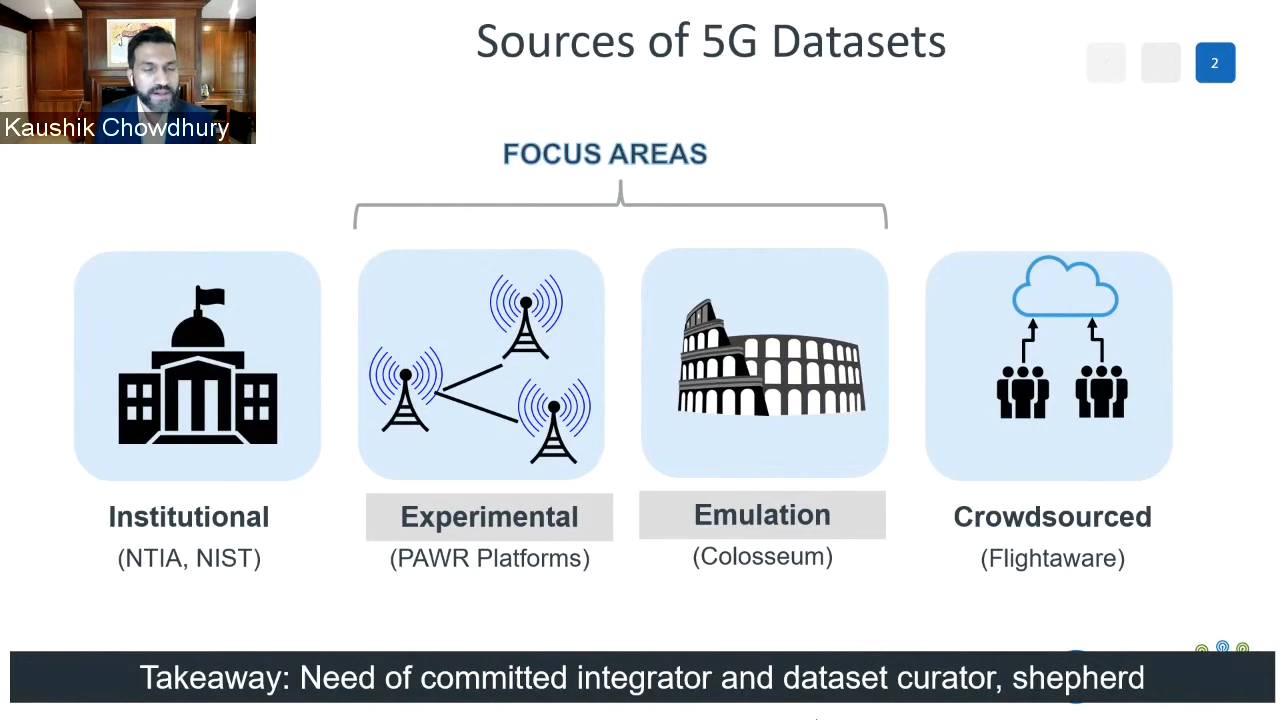 Sources of 5G Datasets
2
Kaushik Chowdhury
FOCUS AREAS
Institutional
(NTIA, NIST)
Experimental
(PAWR Platforms)
Emulation
(Colosseum)
Crowdsourced
(Flightaware)
Takeaway: Need of committed integrator and dataset curator, shepherd